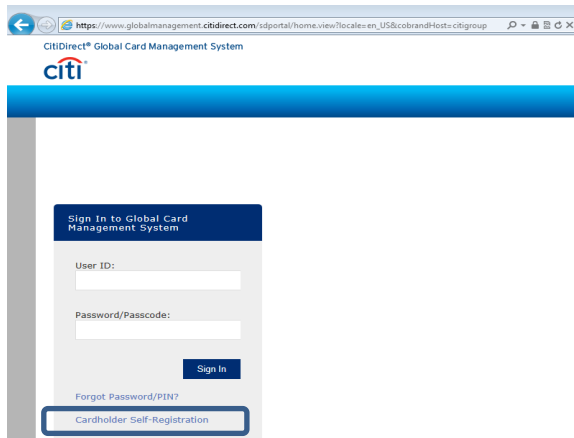 https://www.globalmanagement.citidirect.com/sdportal/home.view?locale=en_US&cobrandHost=citigroup
CitiDirect® Global Card Management System
citi®
Sign In to Global Card
Management System
User ID:
Password/Passcode:
Sign In
Forgot Password/PIN?
Cardholder Self-Registration